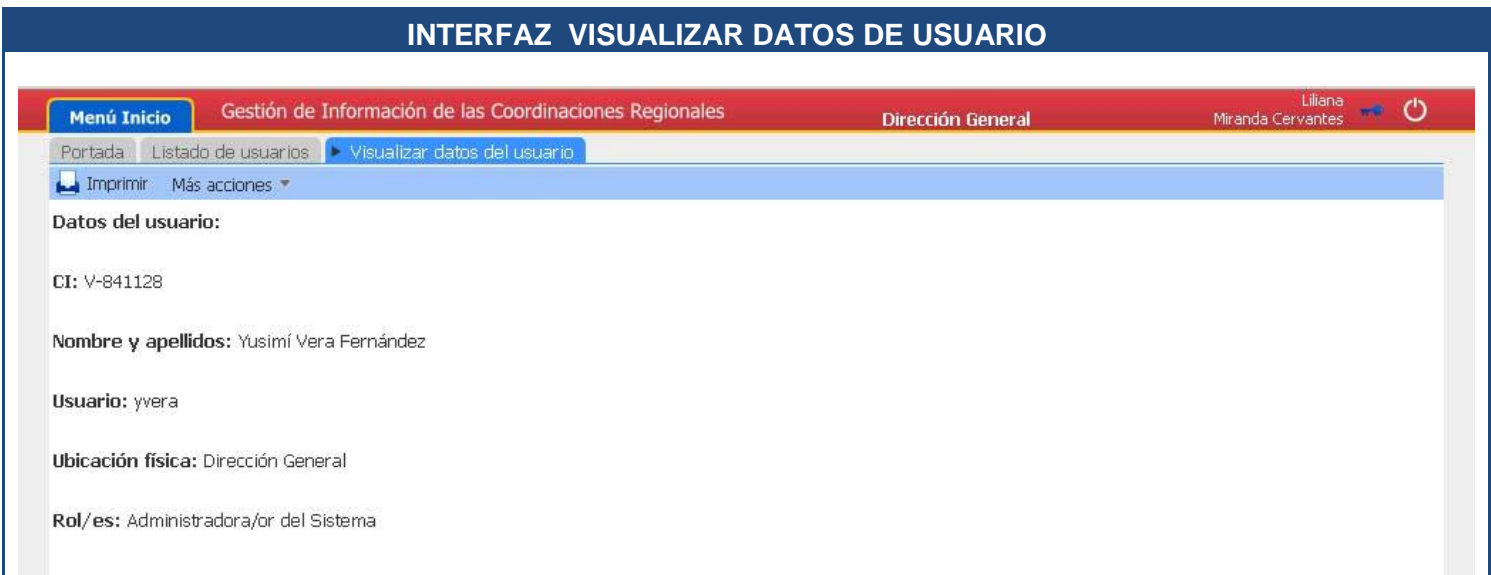 INTERFAZ VISUALIZAR DATOS DE USUARIO
Menú Inicio Gestión de Información de las Coordinaciones Regionales Dirección General Liliana Miranda Cervantes
Portada Listado de usuarios Visualizar datos del usuario
Imprimir Más acciones
Datos del usuario:
CI: V-841128
Nombre y apellidos: Yusimí Vera Fernández
Usuario: yvera
Ubicación física: Dirección General
Rol/es: Administradora/or del Sistema